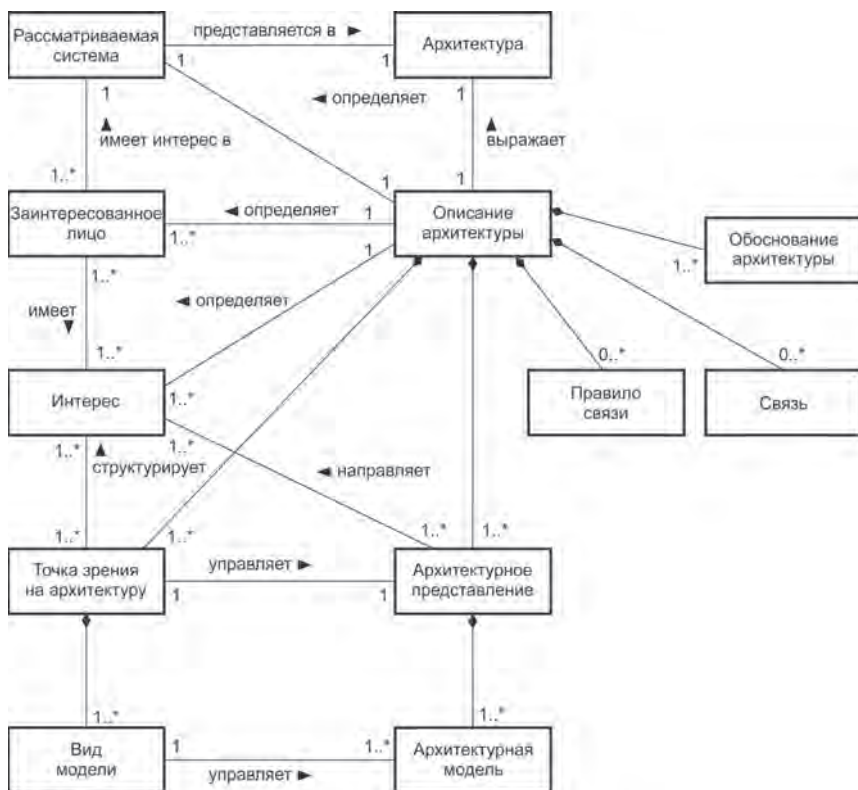 Рассматриваемая
система
представляется в ►
Архитектура
1
1
1
1
1
◄ определяет
▲
имеет интерес в
▲
выражает
1..*
1
1
Заинтересованное
лицо
◄ определяет
1
1..*
Описание
архитектуры
1
Обоснование
архитектуры
1..*
1..*
имеет
▼
◄ определяет
1..*
0..*
0..*
Интерес
1..*
Правило
связи
Связь
1..*
1..*
▲
структурирует
◄ направляет
1..*
1..*
1..*
1..*
Точка зрения
на архитектуру
управляет ►
1
1
Архитектурное
представление
1..*
1..*
Вид
модели
1
1..*
управляет ►
Архитектурная
модель